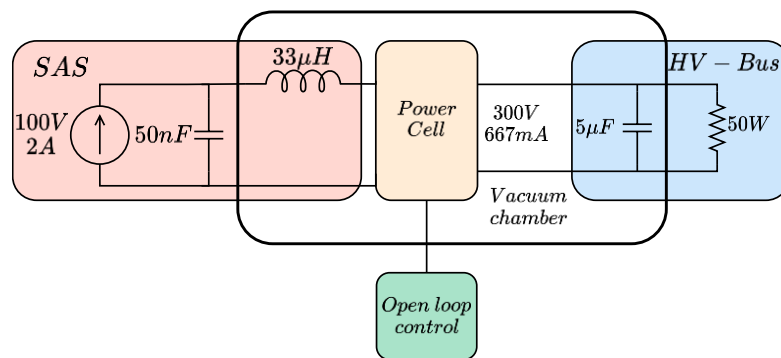 SAS
33μH
HV - Bus
100V
2A
50nF
Power
Cell
300V
667mA
5μF
50W
Vacuum
chamber
Open loop
control